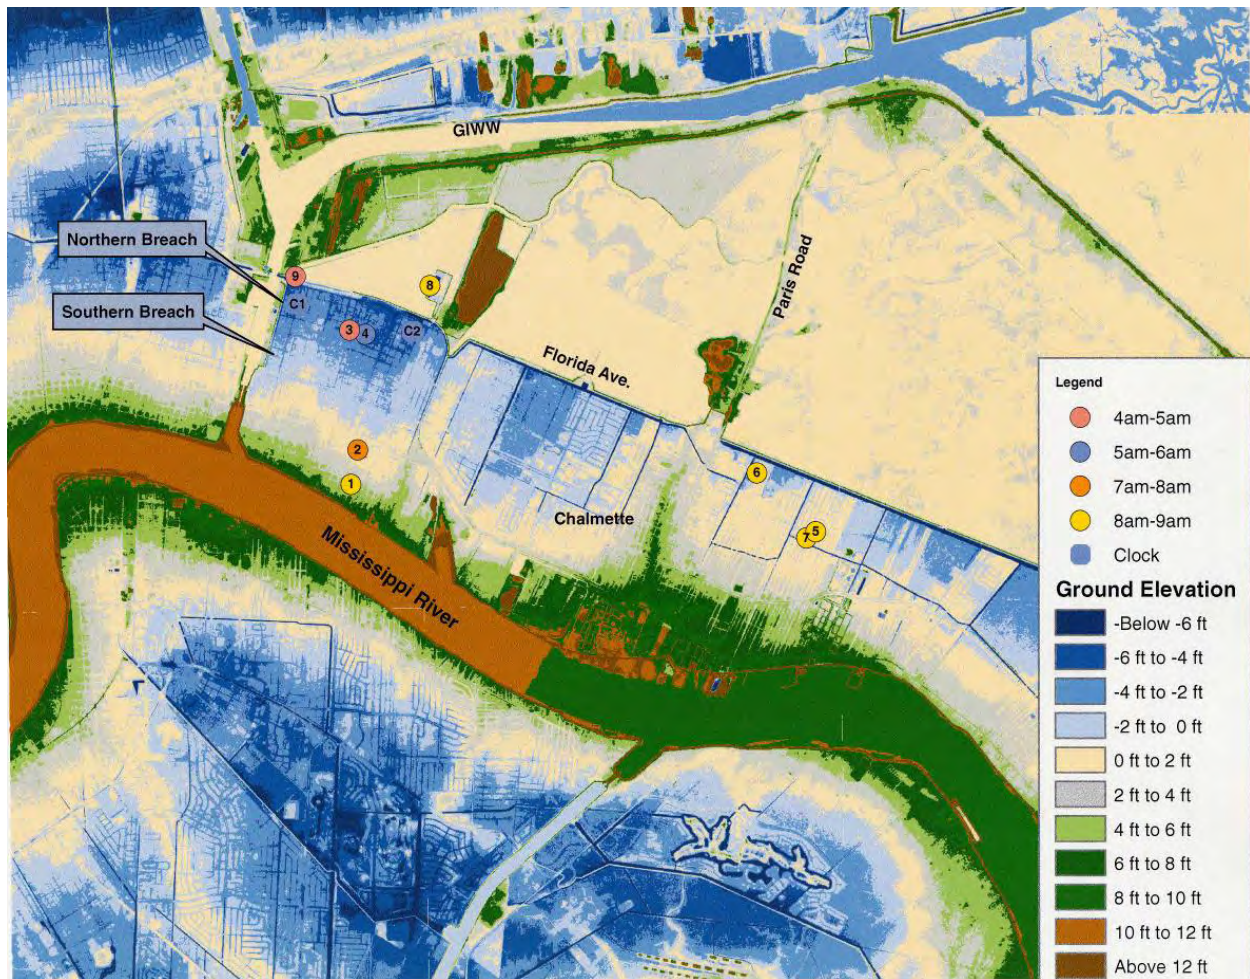 GIWW
Northern Breach
Paris Road
9
8
C1
Southern Breach
3
4
C2
Florida Ave.
2
1
6
Chalmette
5
7
Mississippi River
Legend
4am-5am
5am-6am
7am-8am
8am-9am
Clock
Ground Elevation
-Below -6 ft
-6 ft to -4 ft
-4 ft to -2 ft
-2 ft to 0 ft
0 ft to 2 ft
2 ft to 4 ft
4 ft to 6 ft
6 ft to 8 ft
8 ft to 10 ft
10 ft to 12 ft
Above 12 ft